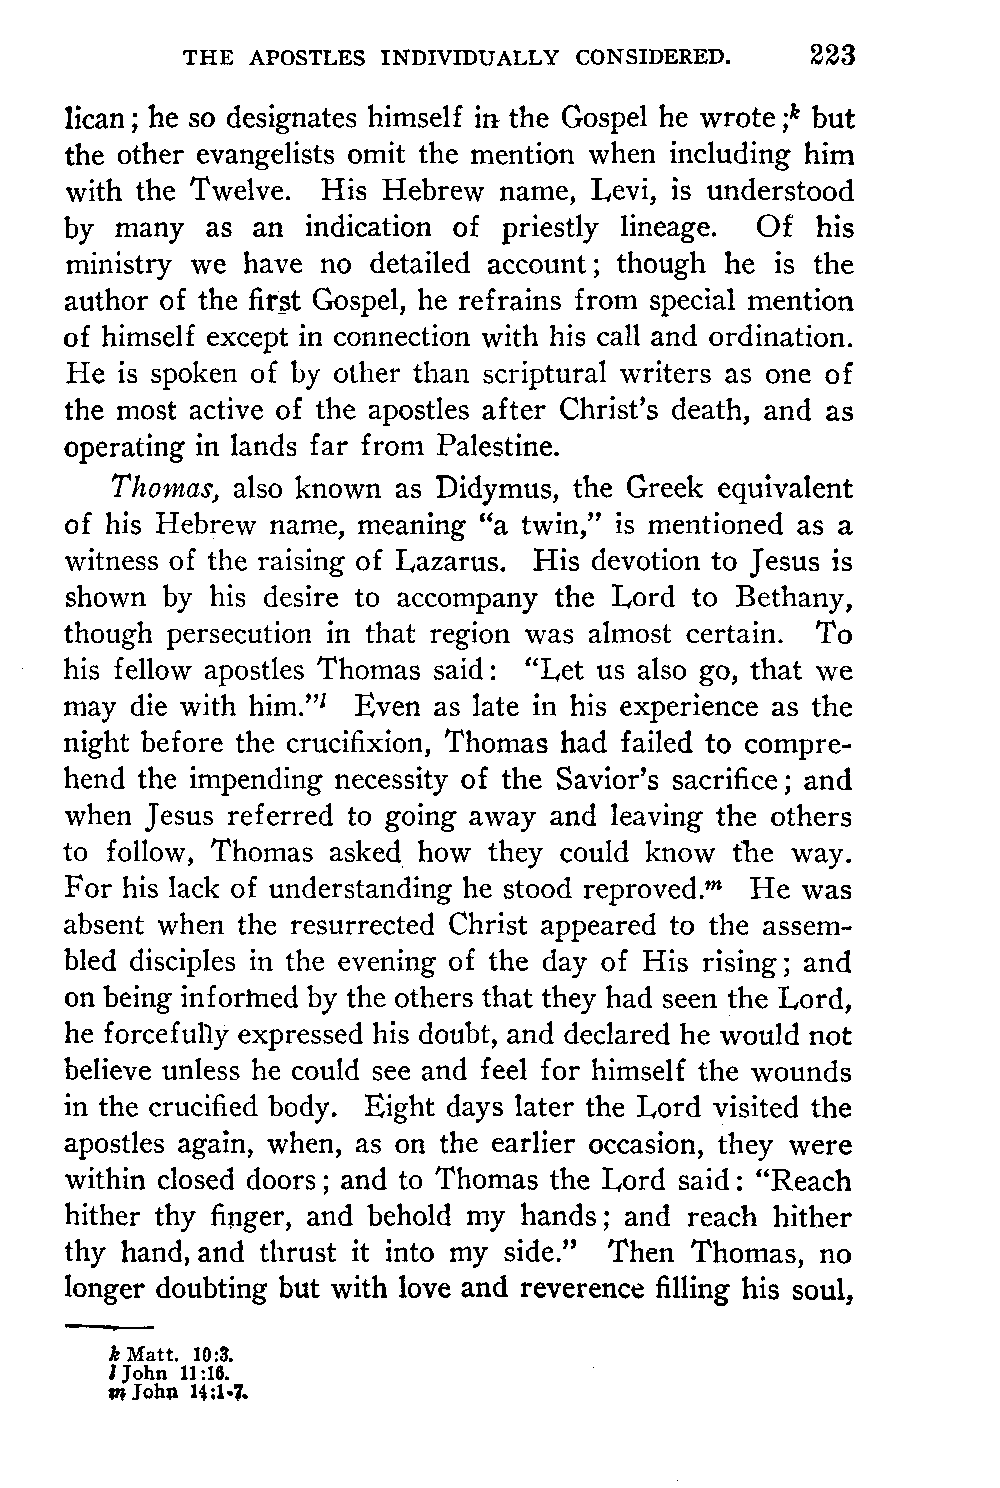 THE APOSTLES INDIVIDUALLY CONSIDERED. 223
lican; he so designates himself in the Gospel he wrote;k but
the other evangelists omit the mention when including him
with the Twelve. His Hebrew name, Levi, is understood
by many as an indication of priestly lineage. Of his
ministry we have no detailed account; though he is the
author of the first Gospel, he refrains from special mention
of himself except in connection with his call and ordination.
He is spoken of by other than scriptural writers as one of
the most active of the apostles after Christ's death, and as
operating in lands far from Palestine.
Thomas, also known as Didymus, the Greek equivalent
of his Hebrew name, meaning "a twin," is mentioned as a
witness of the raising of Lazarus. His devotion to Jesus is
shown by his desire to accompany the Lord to Bethany,
though persecution in that region was almost certain. To
his fellow apostles Thomas said: "Let us also go, that we
may die with him."l Even as late in his experience as the
night before the crucifixion, Thomas had failed to compre-
hend the impending necessity of the Savior's sacrifice; and
when Jesus referred to going away and leaving the others
to follow, Thomas asked how they could know the way.
For his lack of understanding he stood reproved.m He was
absent when the resurrected Christ appeared to the assem-
bled disciples in the evening of the day of His rising; and
on being informed by the others that they had seen the Lord,
he forcefully expressed his doubt, and declared he would not
believe unless he could see and feel for himself the wounds
in the crucified body. Eight days later the Lord visited the
apostles again, when, as on the earlier occasion, they were
within closed doors; and to Thomas the Lord said: "Reach
hither thy finger, and behold my hands; and reach hither
thy hand, and thrust it into my side." Then Thomas, no
longer doubting but with love and reverence filling his soul,
k Matt. 10:3.
l John 11:16.
m John 14:1-7.